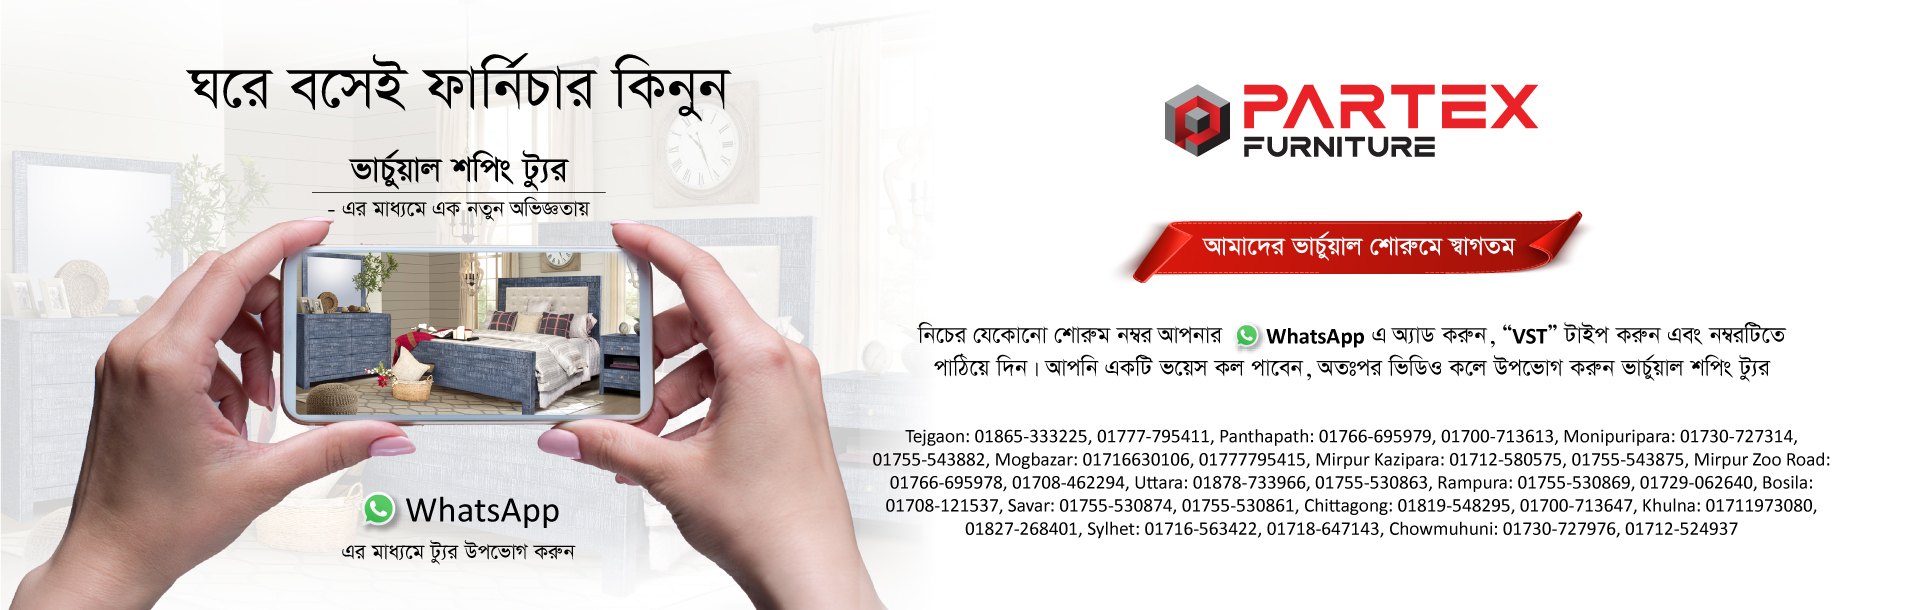 ঘরে বসেই ফার্নিচার কিনুন
ভার্চুয়াল শপিং ট্যুর
- এর মাধ্যমে এক নতুন অভিজ্ঞতায়
WhatsApp
এর মাধ্যমে ট্যুর উপভোগ করুন
PARTEX
FURNITURE
আমাদের ভার্চুয়াল শোরুমে স্বাগতম
নিচের যেকোনো শোরুম নম্বর আপনার WhatsApp এ অ্যাড করুন, “VST” টাইপ করুন এবং নম্বরটিতে
পাঠিয়ে দিন। আপনি একটি ভয়েস কল পাবেন, অতঃপর ভিডিও কলে উপভোগ করুন ভার্চুয়াল শপিং ট্যুর
Tejgaon: 01865-333225, 01777-795411, Panthapath: 01766-695979, 01700-713613, Monipuripara: 01730-727314,
01755-543882, Mogbazar: 01716630106, 01777795415, Mirpur Kazipara: 01712-580575, 01755-543875, Mirpur Zoo Road:
01766-695978, 01708-462294, Uttara: 01878-733966, 01755-530863, Rampura: 01755-530869, 01729-062640, Bosila:
01708-121537, Savar: 01755-530874, 01755-530861, Chittagong: 01819-548295, 01700-713647, Khulna: 01711973080,
01827-268401, Sylhet: 01716-563422, 01718-647143, Chowmuhuni: 01730-727976, 01712-524937